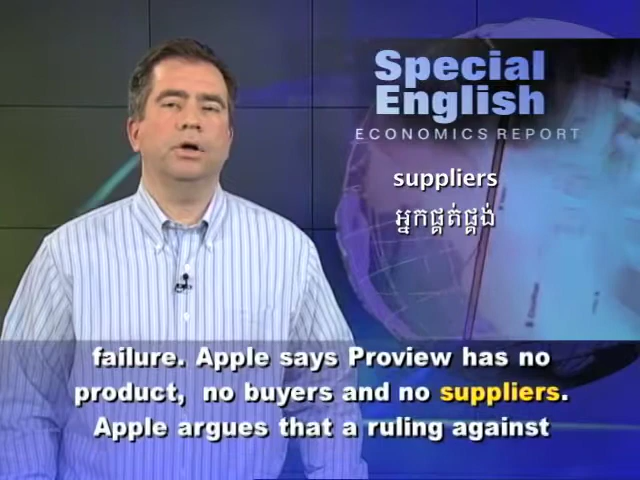 Special
English
ECONOMICS REPORT
suppliers
អ្នកផ្គត់ផ្គង់
failure. Apple says Proview has no
product, no buyers and no suppliers.
Apple argues that a ruling against